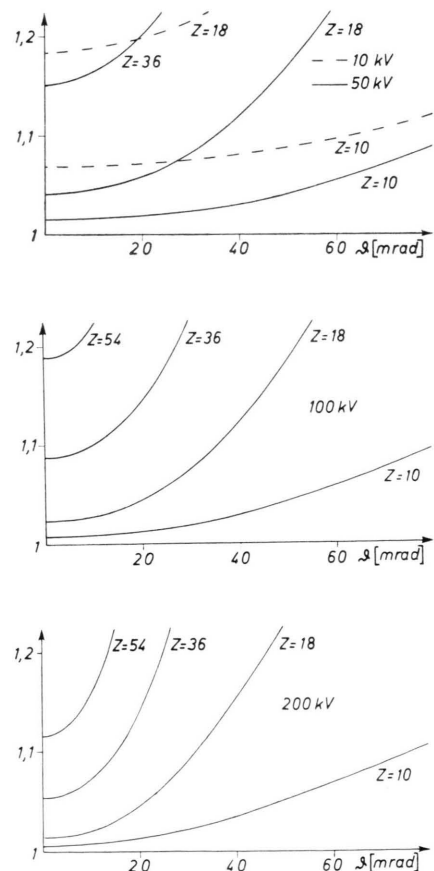 1,2
Z=18
Z=18
Z=36
10 kV
50 kV
1,1
Z=10
Z=10
1
20 40 60 ϑ[mrad]
1,2
Z=54
Z=36
Z=18
100 kV
1,1
Z=10
1
20 40 60 ϑ[mrad]
1,2
Z=54
Z=36
Z=18
200 kV
1,1
Z=10
1
20 40 60 ϑ[mrad]